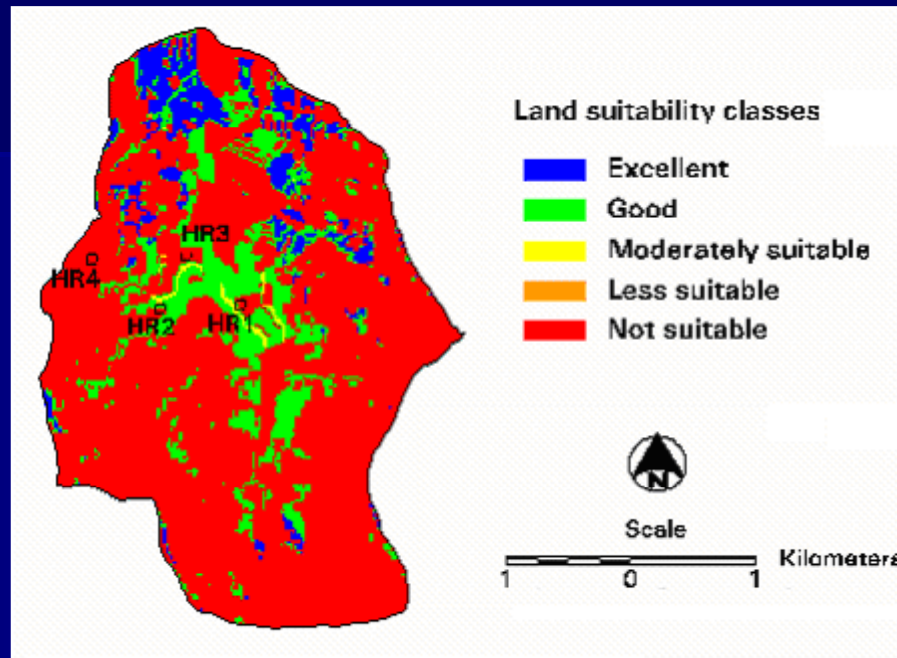 Land suitability classes
Excellent
Good
Moderately suitable
Less suitable
Not suitable
HR3
HR4
HR2
HR1
N
Scale
Kilometers
1 0 1